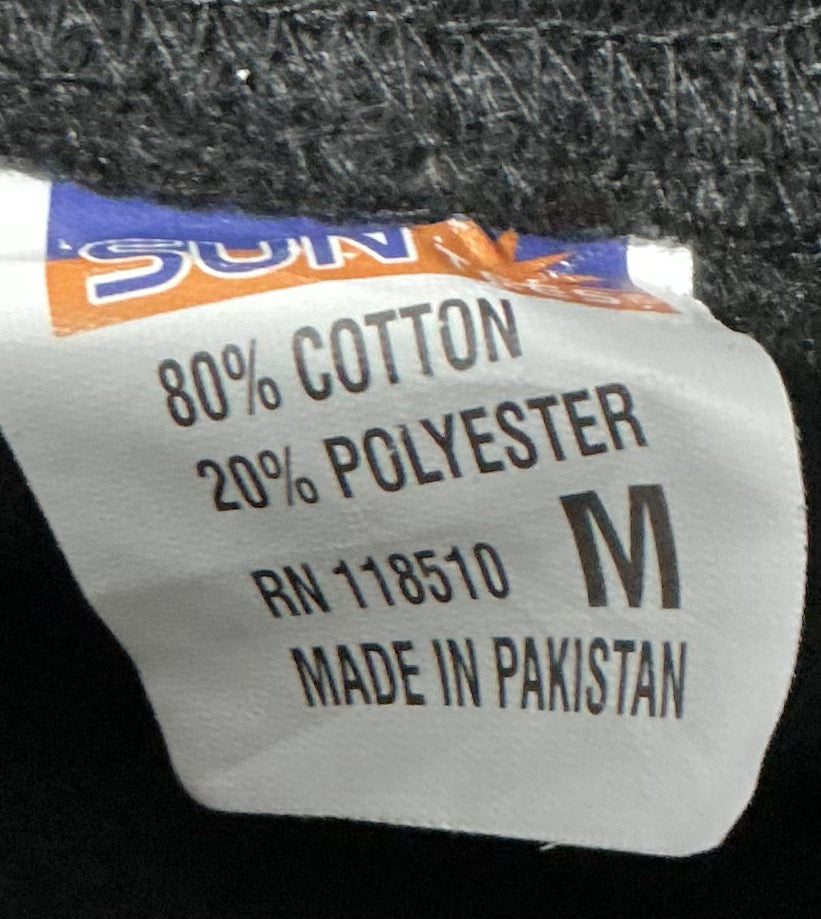 SUN
80% COTTON
20% POLYESTER
RN 118510 M
MADE IN PAKISTAN